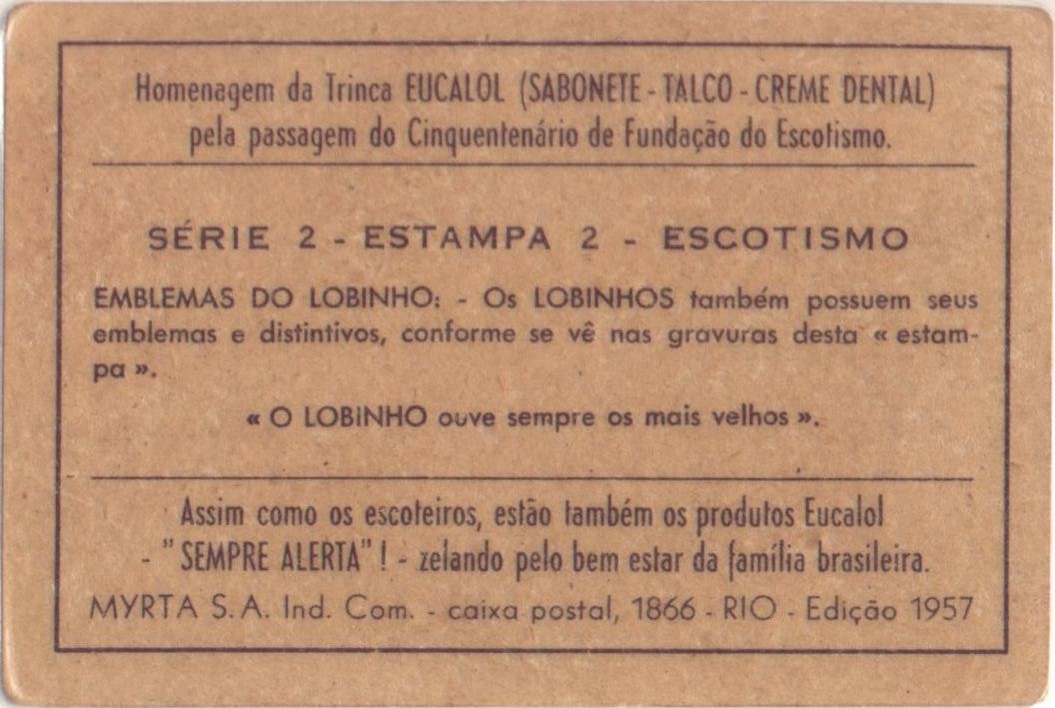 Homenagem da Trinca EUCALOL (SABONETE - TALCO - CREME DENTAL)
pela passagem do Cinquentenário de Fundação do Escotismo.
SÉRIE 2 - ESTAMPA 2 - ESCOTISMO
EMBLEMAS DO LOBINHO: - Os LOBINHOS também possuem seus
emblemas e distintivos, conforme se vê nas gravuras desta « estam-
pa ».
« O LOBINHO ouve sempre os mais velhos ».
Assim como os escoteiros, estão também os produtos Eucalol
- "SEMPRE ALERTA" ! - zelando pelo bem estar da família brasileira.
MYRTA S.A. Ind. Com. - caixa postal, 1866 - RIO - Edição 1957